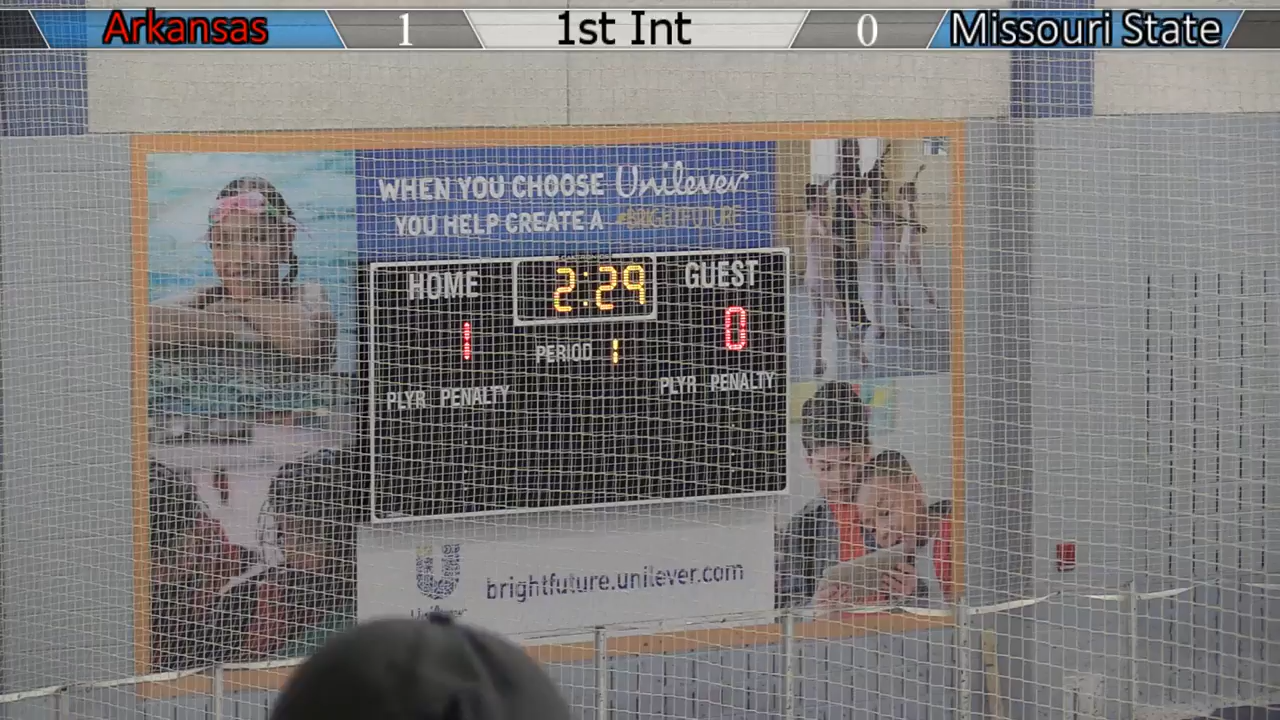 Arkansas 1 1st Int 0 Missouri State
WHEN YOU CHOOSE Unilever
YOU HELP CREATE A #BRIGHTFUTURE
HOME 2:29 GUEST
1 PERIOD 1 0
PLYR PENALTY PLYR PENALTY
brightfuture.unilever.com
Unilever